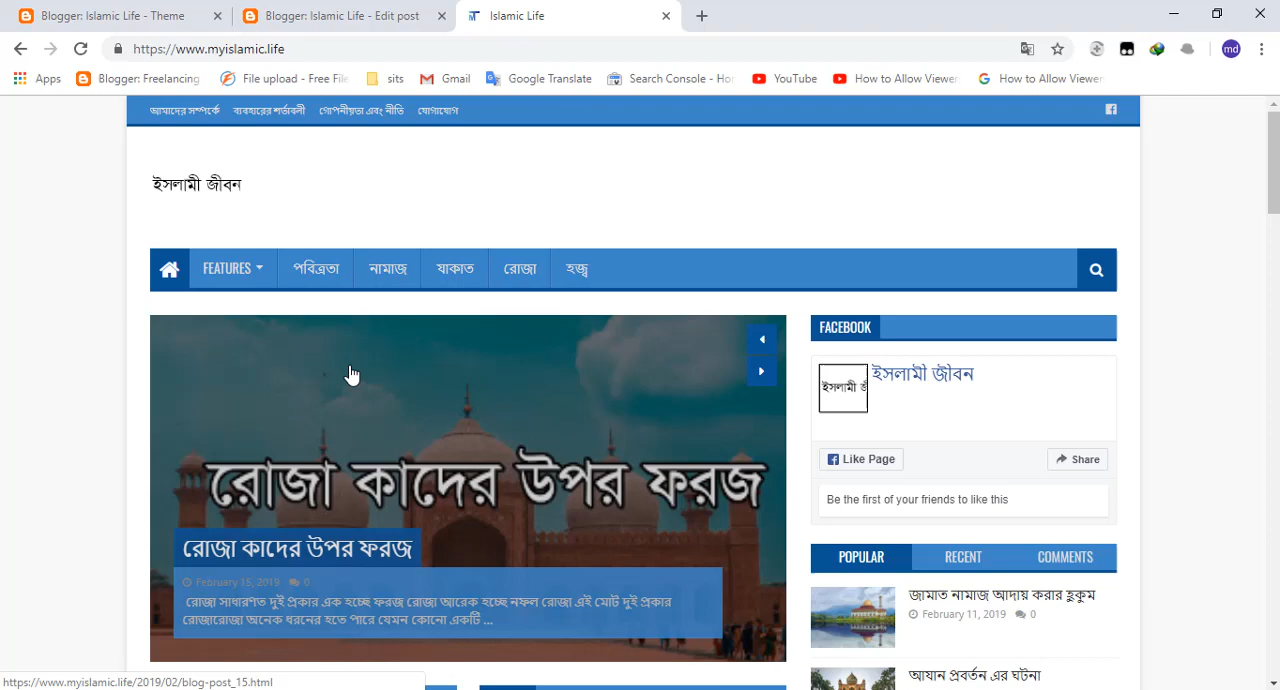 Blogger: Islamic Life - Theme
Blogger: Islamic Life - Edit post
Islamic Life
https://www.myislamic.life
md
Apps
Blogger: Freelancing
File upload - Free Fil
sits
Gmail
Google Translate
Search Console - Ho
YouTube
How to Allow Viewer
How to Allow Viewer
আমাদের সম্পর্কে ব্যবহারের শর্তাবলী গোপনীয়তা এবং নীতি যোগাযোগ
ইসলামী জীবন
FEATURES পবিত্রতা নামাজ যাকাত রোজা হজ্ব
রোজা কাদের উপর ফরজ
রোজা কাদের উপর ফরজ
February 15, 2019 0
রোজা সাধারণত দুই প্রকার এক হচ্ছে ফরজ রোজা আরেক হচ্ছে নফল রোজা এই মোট দুই প্রকার
রোজারোজা অনেক ধরনের হতে পারে যেমন কোনো একটি ...
FACEBOOK
ইসলামী জী
ইসলামী জীবন
Like Page
Share
Be the first of your friends to like this
POPULAR RECENT COMMENTS
জামাত নামাজ আদায় করার হুকুম
February 11, 2019 0
আযান প্রবর্তন এর ঘটনা
https://www.myislamic.life/2019/02/blog-post_15.html